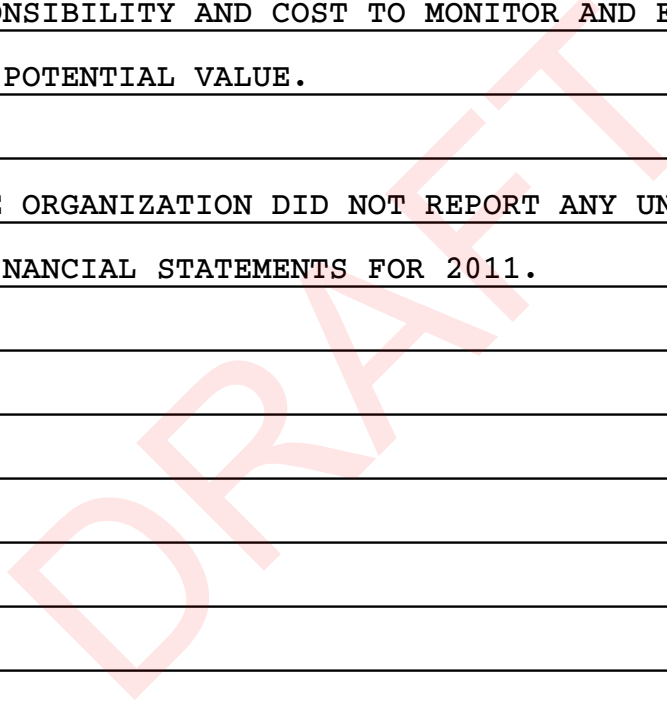 ONSIBILITY AND COST TO MONITOR AND E
POTENTIAL VALUE.
ORGANIZATION DID NOT REPORT ANY UN
NANCIAL STATEMENTS FOR 2011.
DRAFT